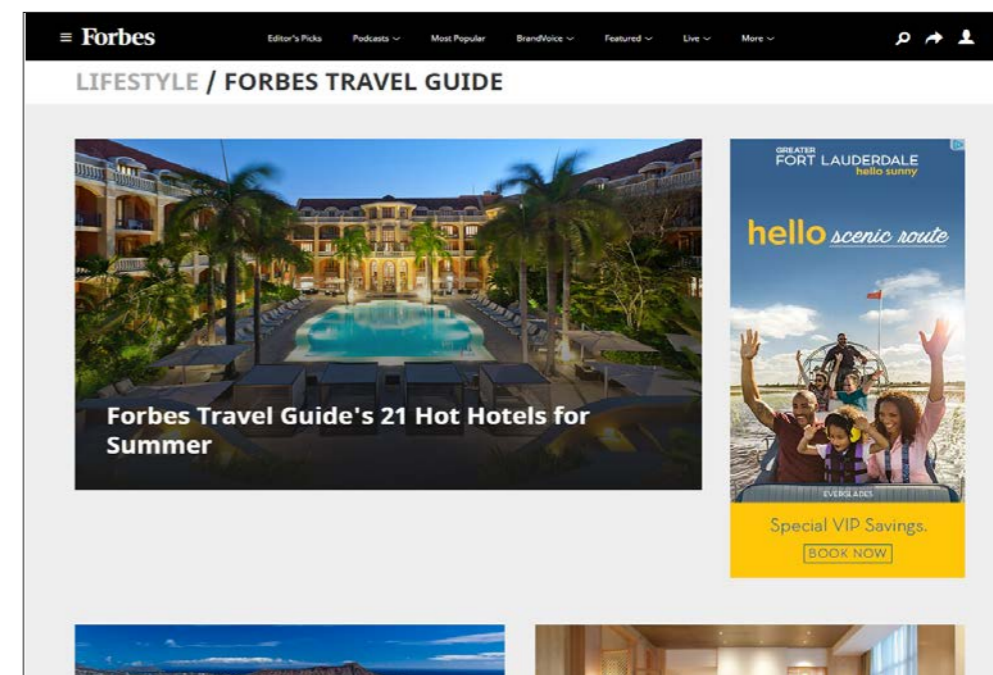 Forbes
Editor's Picks Podcasts Most Popular BrandVoice Featured Live More
LIFESTYLE / FORBES TRAVEL GUIDE
Forbes Travel Guide's 21 Hot Hotels for
Summer
GREATER
FORT LAUDERDALE
hello sunny
hello scenic route
EVERGLADES
Special VIP Savings.
BOOK NOW